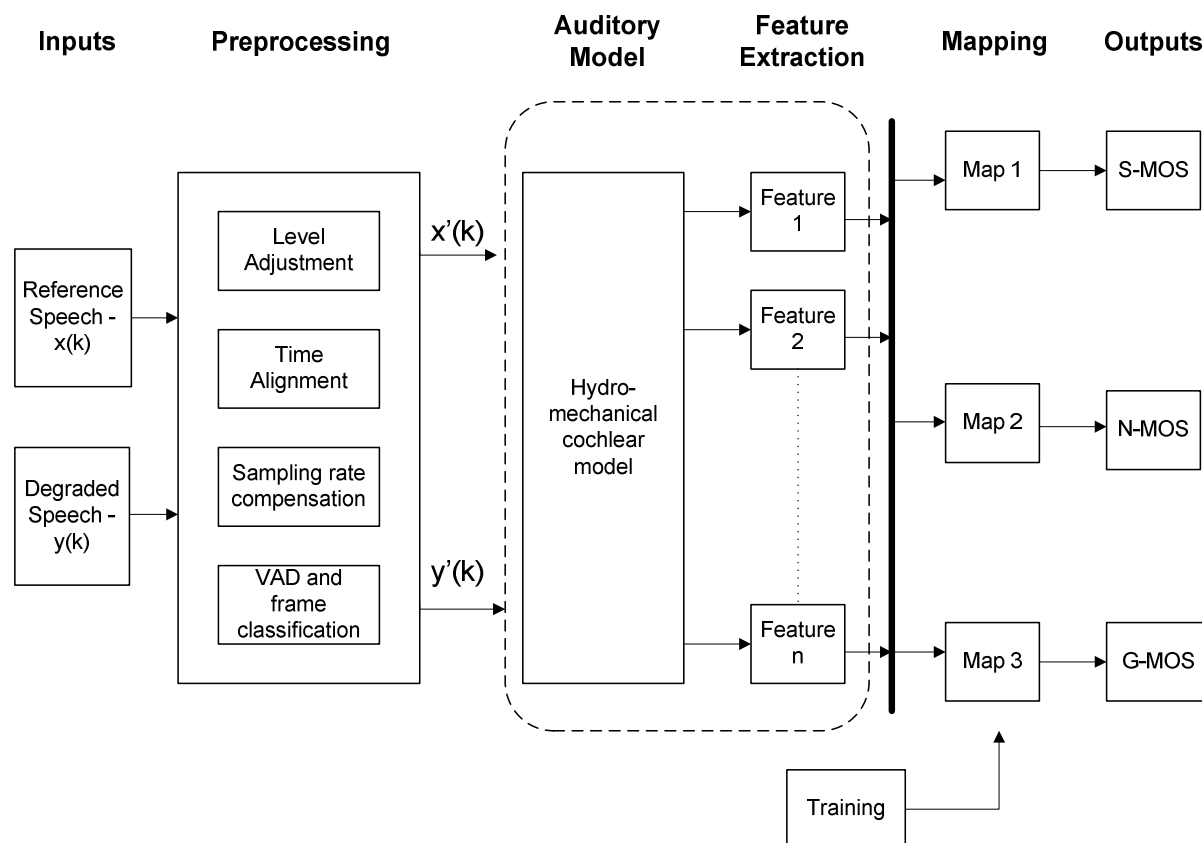 Inputs
Preprocessing
Auditory
Model
Feature
Extraction
Mapping
Outputs
Reference
Speech -
x(k)
Degraded
Speech -
y(k)
Level
Adjustment
Time
Alignment
Sampling rate
compensation
VAD and
frame
classification
x’(k)
y’(k)
Hydro-
mechanical
cochlear
model
Feature
1
Feature
2
Feature
n
Map 1
Map 2
Map 3
S-MOS
N-MOS
G-MOS
Training